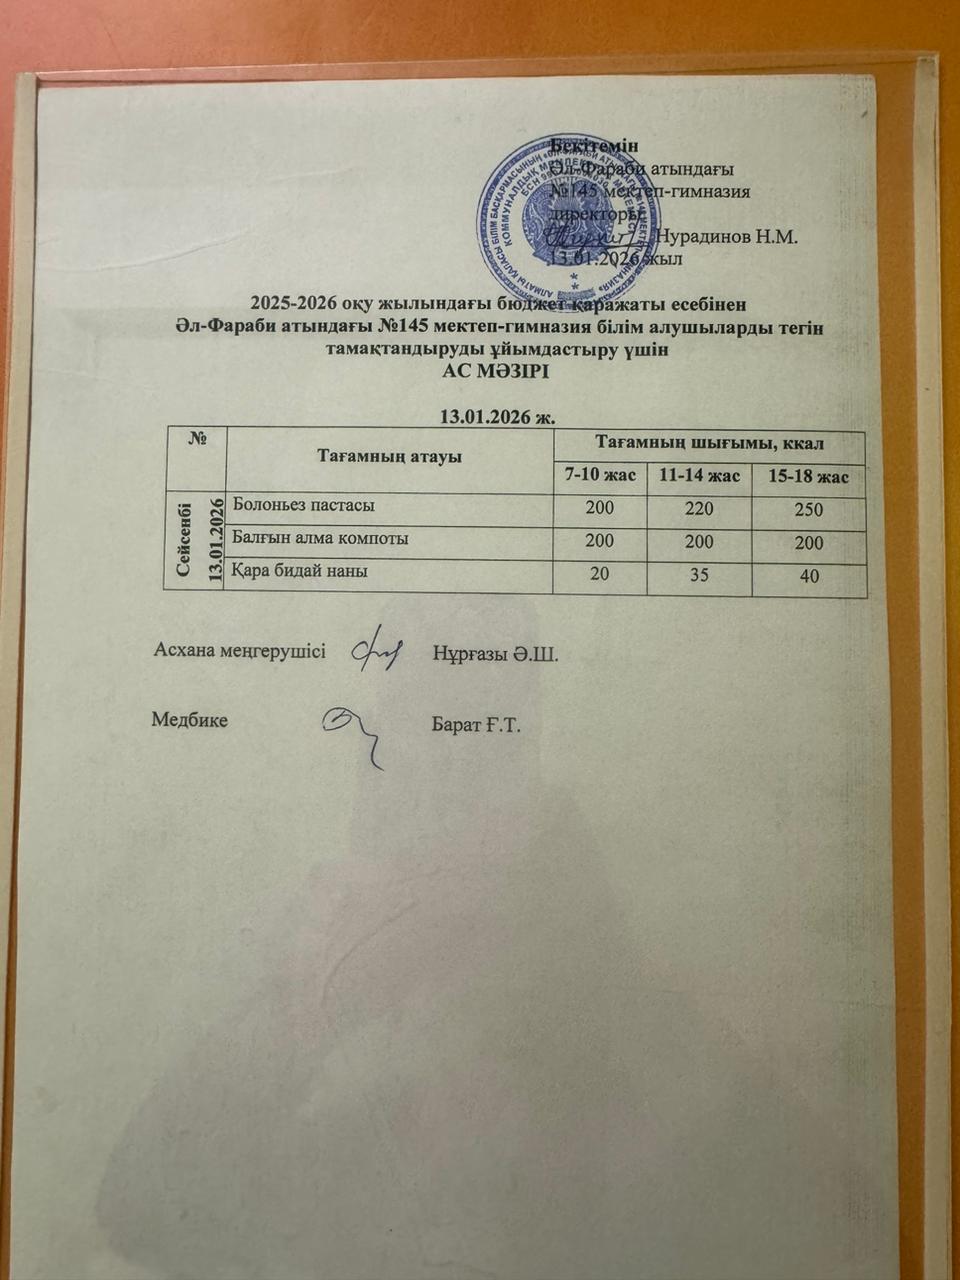 Бекітемін
Әл-Фараби атындағы
№145 мектеп-гимназия
директоры
Нурадинов Н.М.
13.01.2026 жыл
2025-2026 оқу жылындағы бюджет қаражаты есебінен
Әл-Фараби атындағы №145 мектеп-гимназия білім алушыларды тегін
тамақтандыруды ұйымдастыру үшін
АС МӘЗІРІ
13.01.2026 ж.
№ Тағамның атауы Тағамның шығымы, ккал
7-10 жас 11-14 жас 15-18 жас
Сейсенбі
13.01.2026
Болоньез пастасы 200 220 250
Балғын алма компоты 200 200 200
Қара бидай наны 20 35 40
Асхана меңгерушісі Нұрғазы Ә.Ш.
Медбике Барат Ғ.Т.